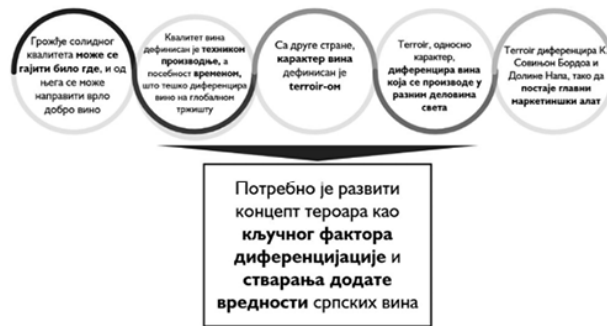 Грожђе солидног
квалитета може се
гајити било где, и од
њега се може
направити врло
добро вино
Квалитет вина
дефинисан је техником
производње, а
посебност временом,
што тешко диференцира
вино на глобалном
тржишту
Са друге стране,
карактер вина
дефинисан је
terroir-ом
Terroir, односно
карактер,
диференцира вина
која се производе у
разним деловима
света
Terroir диференцира К.
Совињон Бордоа и
Долине Напа, тако да
постаје главни
маркетиншки алат
Потребно је развити
концепт тероара као
кључног фактора
диференцијације и
стварања додате
вредности српских вина